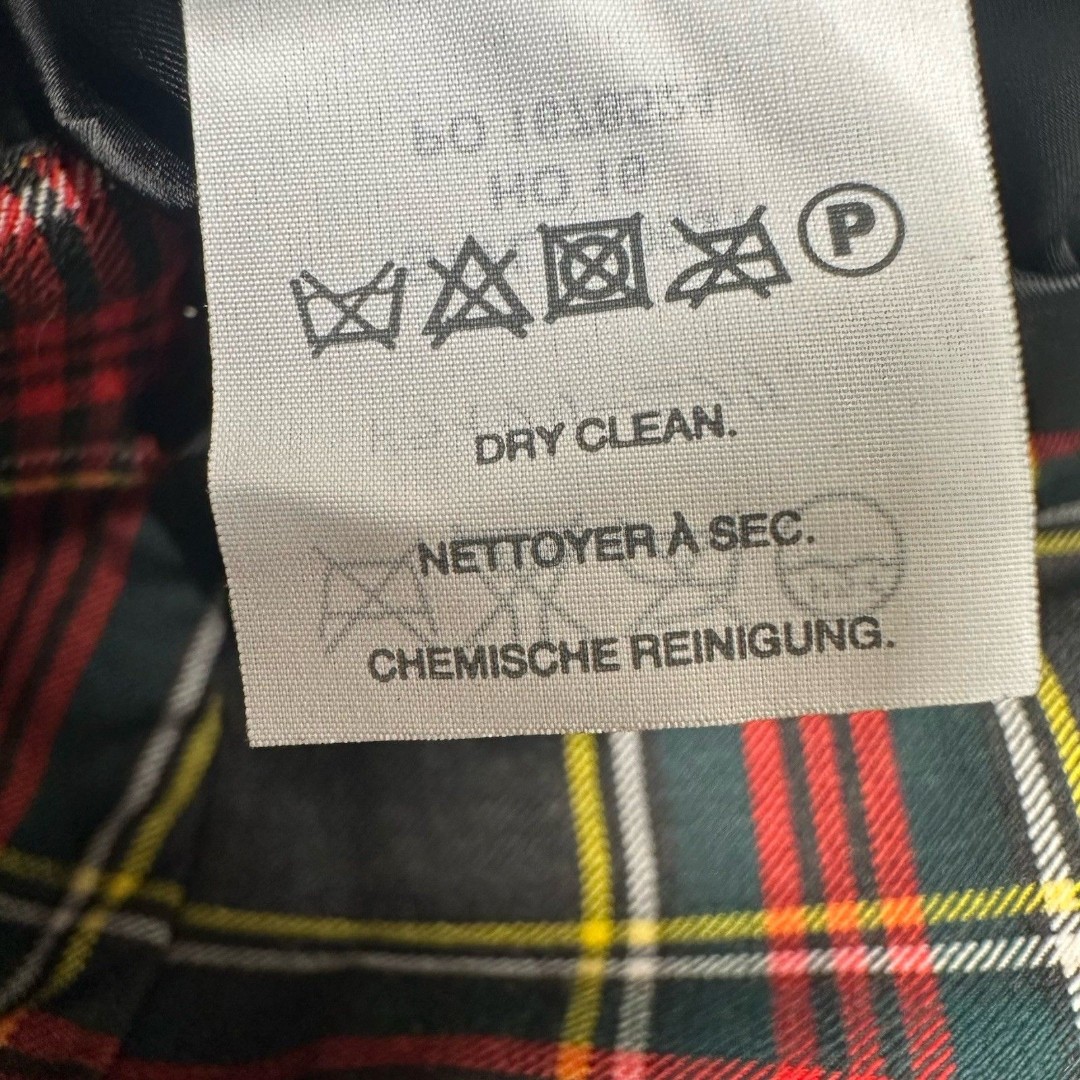 P
DRY CLEAN.
NETTOYER À SEC.
CHEMISCHE REINIGUNG.